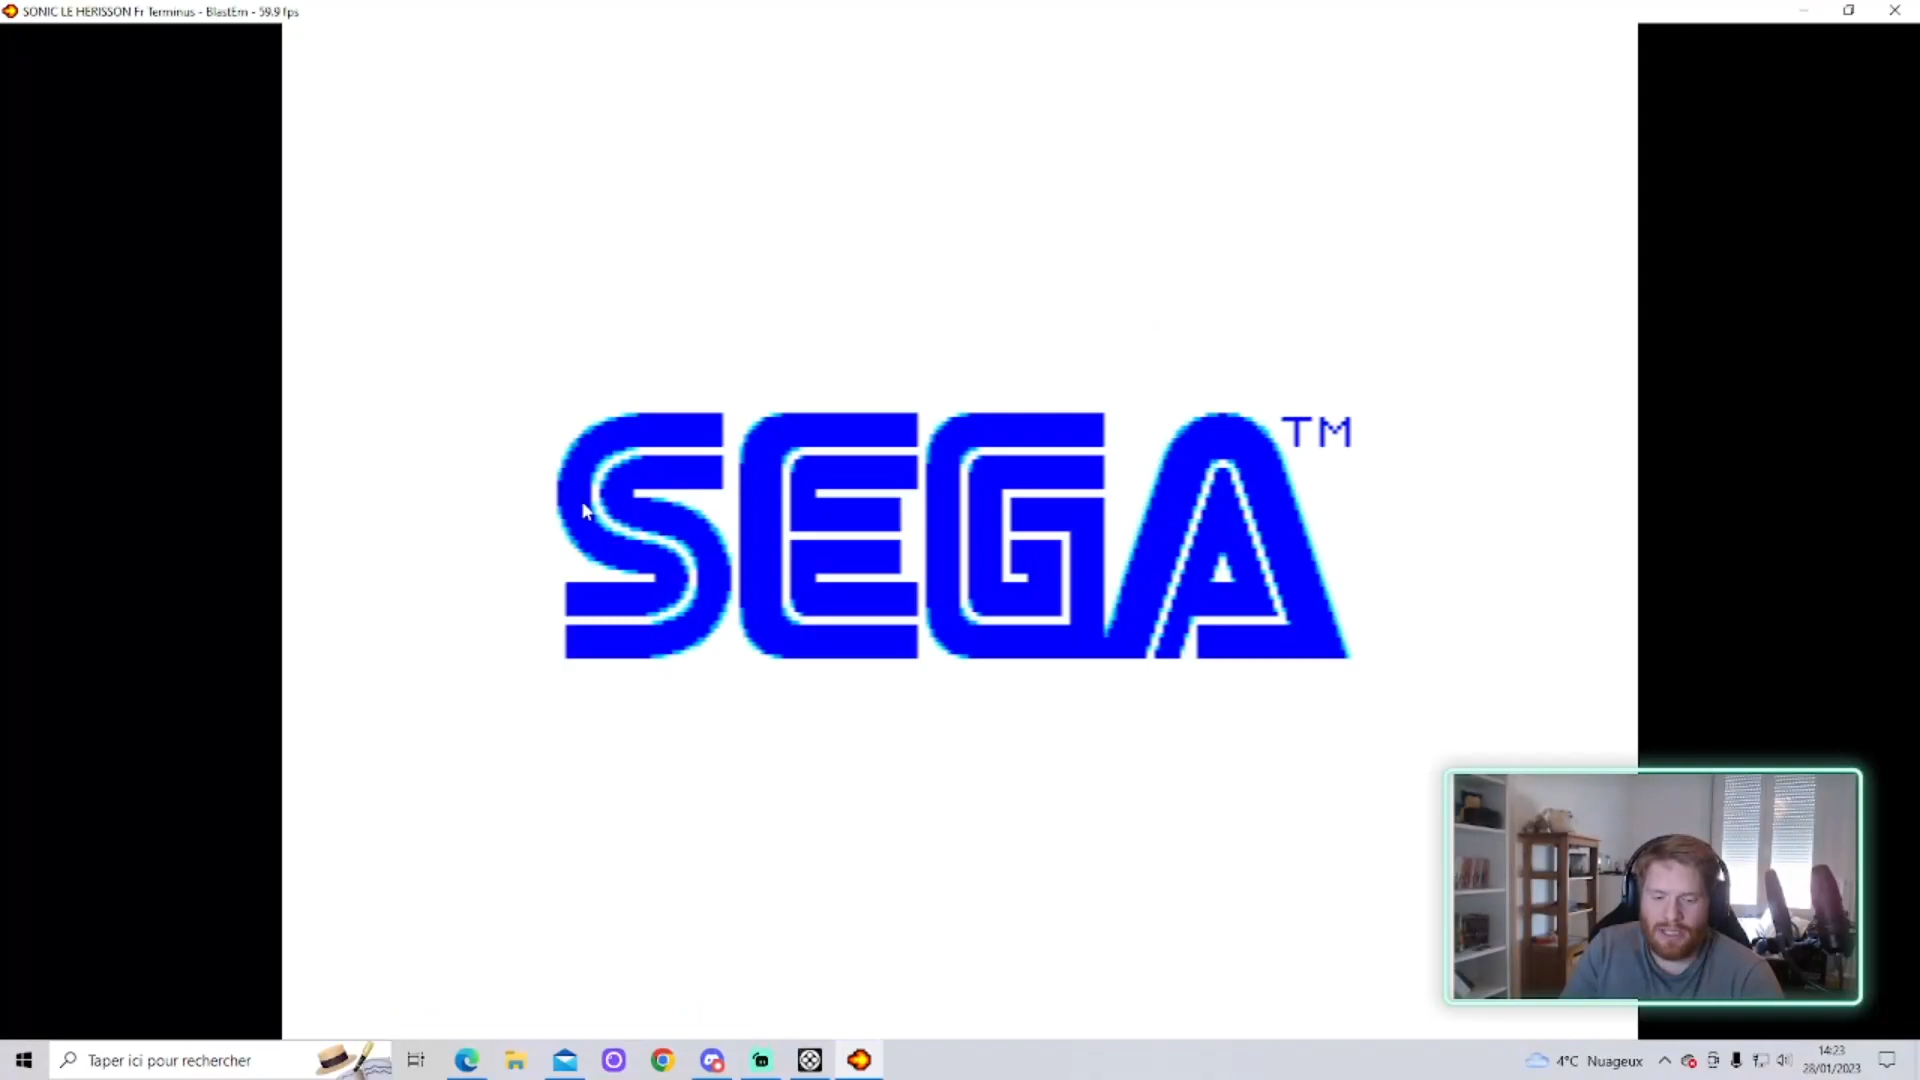 SONIC LE HERISSON Fr Terminus - BlastEm - 59.9 fps
SEGA TM
Taper ici pour rechercher
4°C Nuageux
14:23
28/01/2023